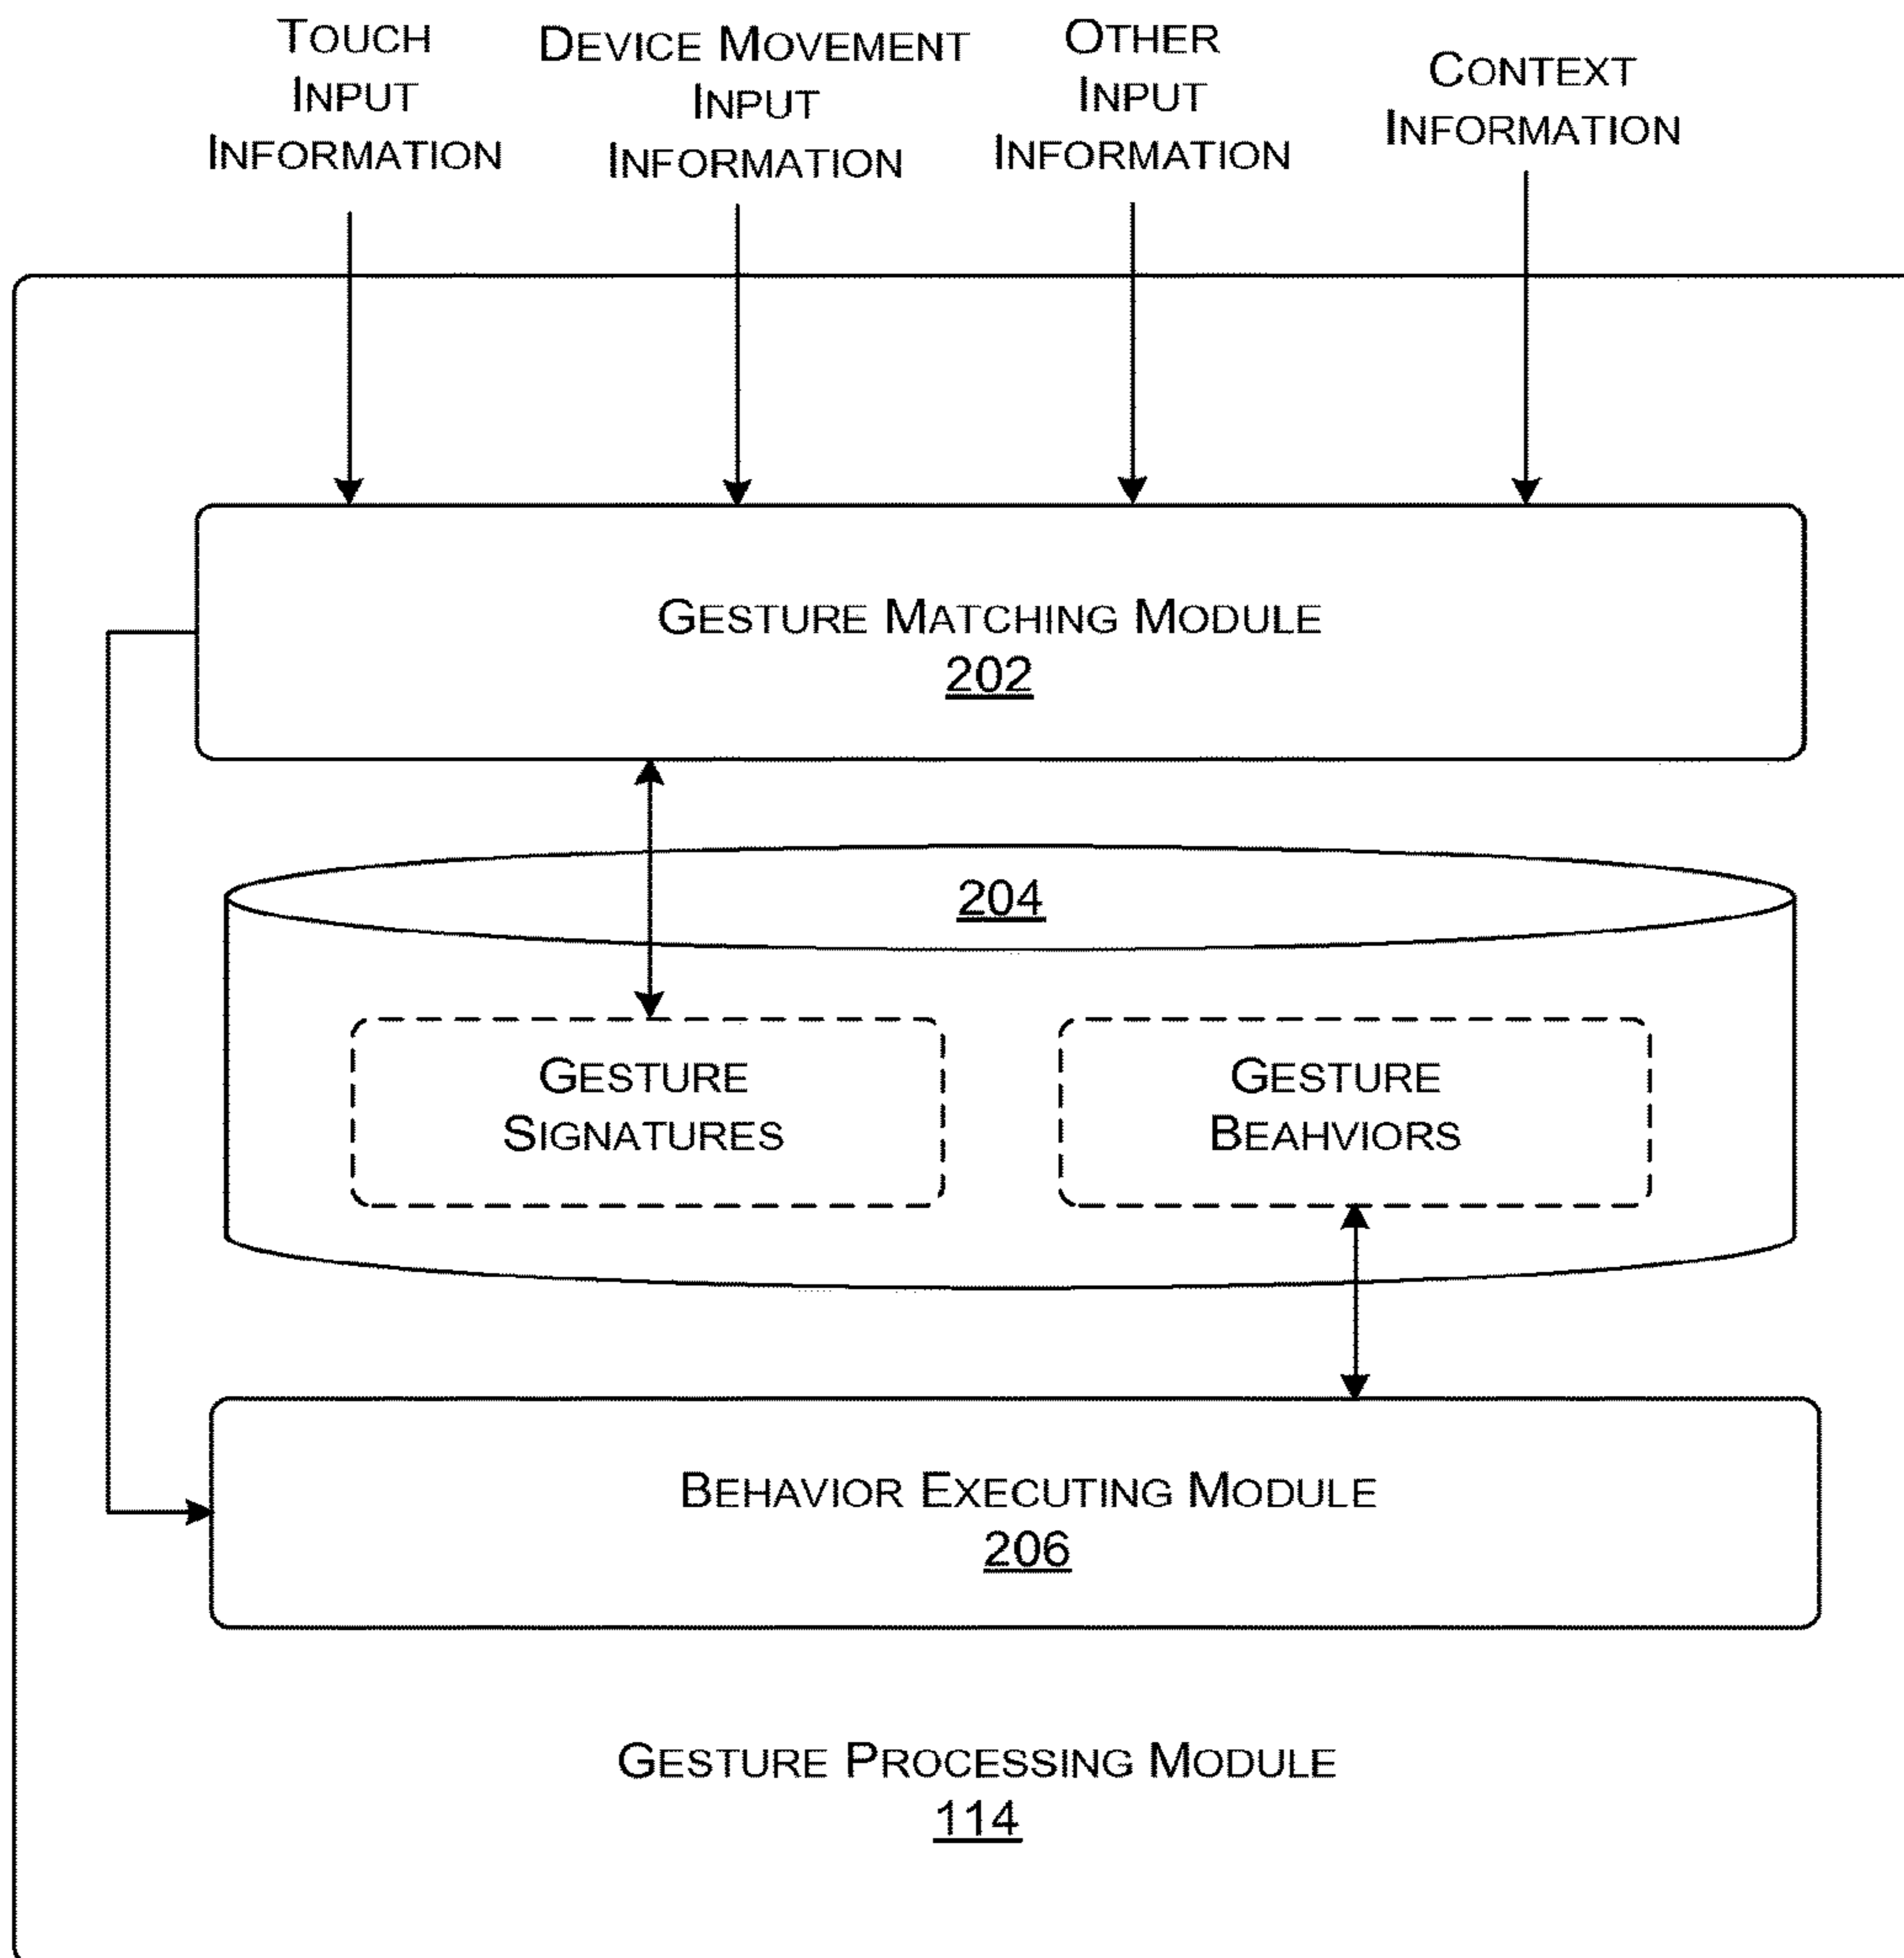 TOUCH
INPUT
INFORMATION
DEVICE MOVEMENT
INPUT
INFORMATION
OTHER
INPUT
INFORMATION
CONTEXT
INFORMATION
GESTURE MATCHING MODULE
202
204
GESTURE
SIGNATURES
GESTURE
BEAHVIORS
BEHAVIOR EXECUTING MODULE
206
GESTURE PROCESSING MODULE
114